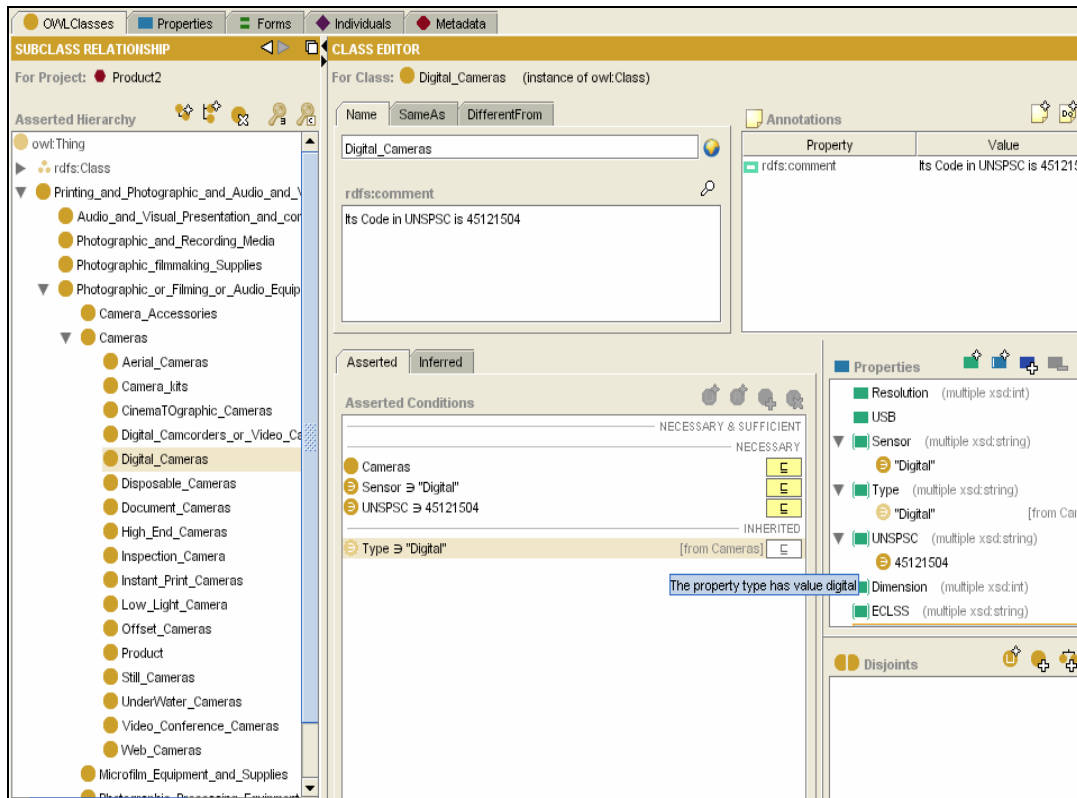 OWLClasses Properties Forms Individuals Metadata
SUBCLASS RELATIONSHIP
For Project: Product2
Asserted Hierarchy
owl:Thing
rdfs:Class
Printing_and_Photographic_and_Audio_and_V
Audio_and_Visual_Presentation_and_cor
Photographic_and_Recording_Media
Photographic_filmmaking_Supplies
Photographic_or_Filming_or_Audio_Equip
Camera_Accessories
Cameras
Aerial_Cameras
Camera_kits
CinemaTOgraphic_Cameras
Digital_Camcorders_or_Video_Ca
Digital_Cameras
Disposable_Cameras
Document_Cameras
High_End_Cameras
Inspection_Camera
Instant_Print_Cameras
Low_Light_Camera
Offset_Cameras
Product
Still_Cameras
UnderWater_Cameras
Video_Conference_Cameras
Web_Cameras
Microfilm_Equipment_and_Supplies
Photographic_Processing_Equipment
CLASS EDITOR
For Class: Digital_Cameras (instance of owl:Class)
Name SameAs DifferentFrom
Digital_Cameras
rdfs:comment
Its Code in UNSPSC is 45121504
Annotations
Property Value
rdfs:comment Its Code in UNSPSC is 451215
Asserted Inferred
Asserted Conditions
NECESSARY & SUFFICIENT
NECESSARY
Cameras ⊑
∋ Sensor ∋ "Digital" ⊑
∋ UNSPSC ∋ 45121504 ⊑
INHERITED
∋ Type ∋ "Digital" [from Cameras] ⊑
The property type has value digital
Properties
Resolution (multiple xsd:int)
USB
Sensor (multiple xsd:string)
∋ "Digital"
Type (multiple xsd:string)
∋ "Digital" [from Ca
UNSPSC (multiple xsd:string)
∋ 45121504
Dimension (multiple xsd:int)
ECLSS (multiple xsd:string)
Disjoints